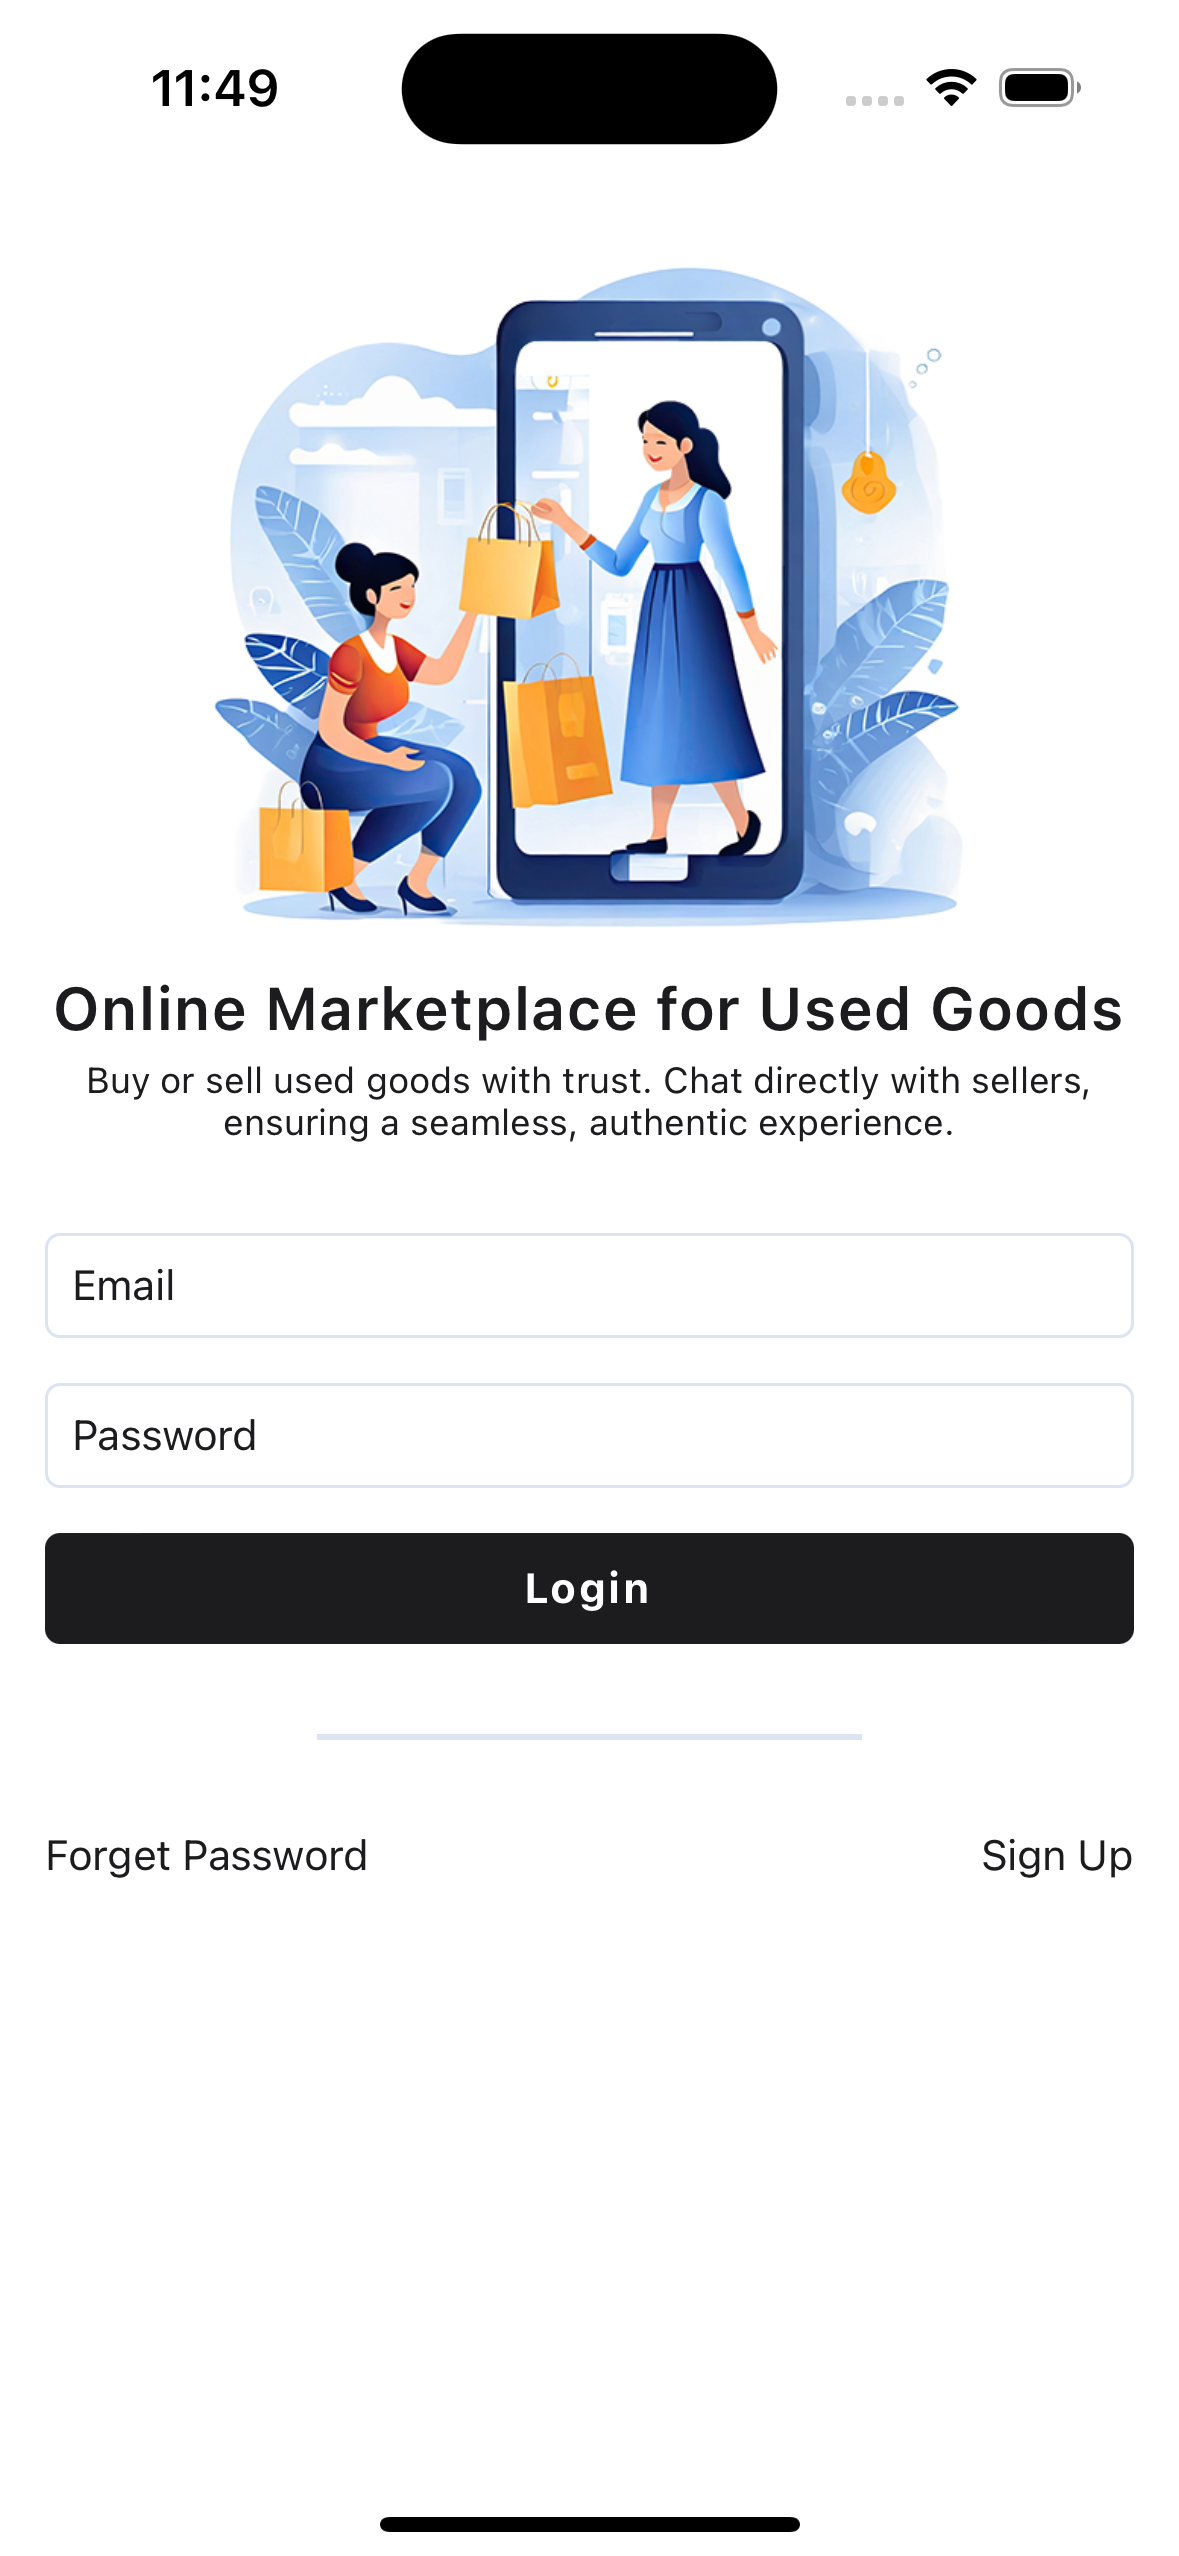 11:49
Online Marketplace for Used Goods
Buy or sell used goods with trust. Chat directly with sellers,
ensuring a seamless, authentic experience.
Email
Password
Login
Forget Password
Sign Up